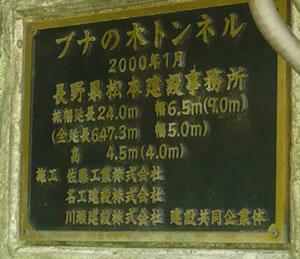 ブナの木トンネル
2000年1月
長野県松本建設事務所
拡幅延長24.0m 幅6.5m(9.0m)
(全延長647.3m 幅5.0m)
高 4.5m(4.0m)
施工 佐藤工業株式会社
名工建設株式会社
川瀬建設株式会社 建設共同企業体